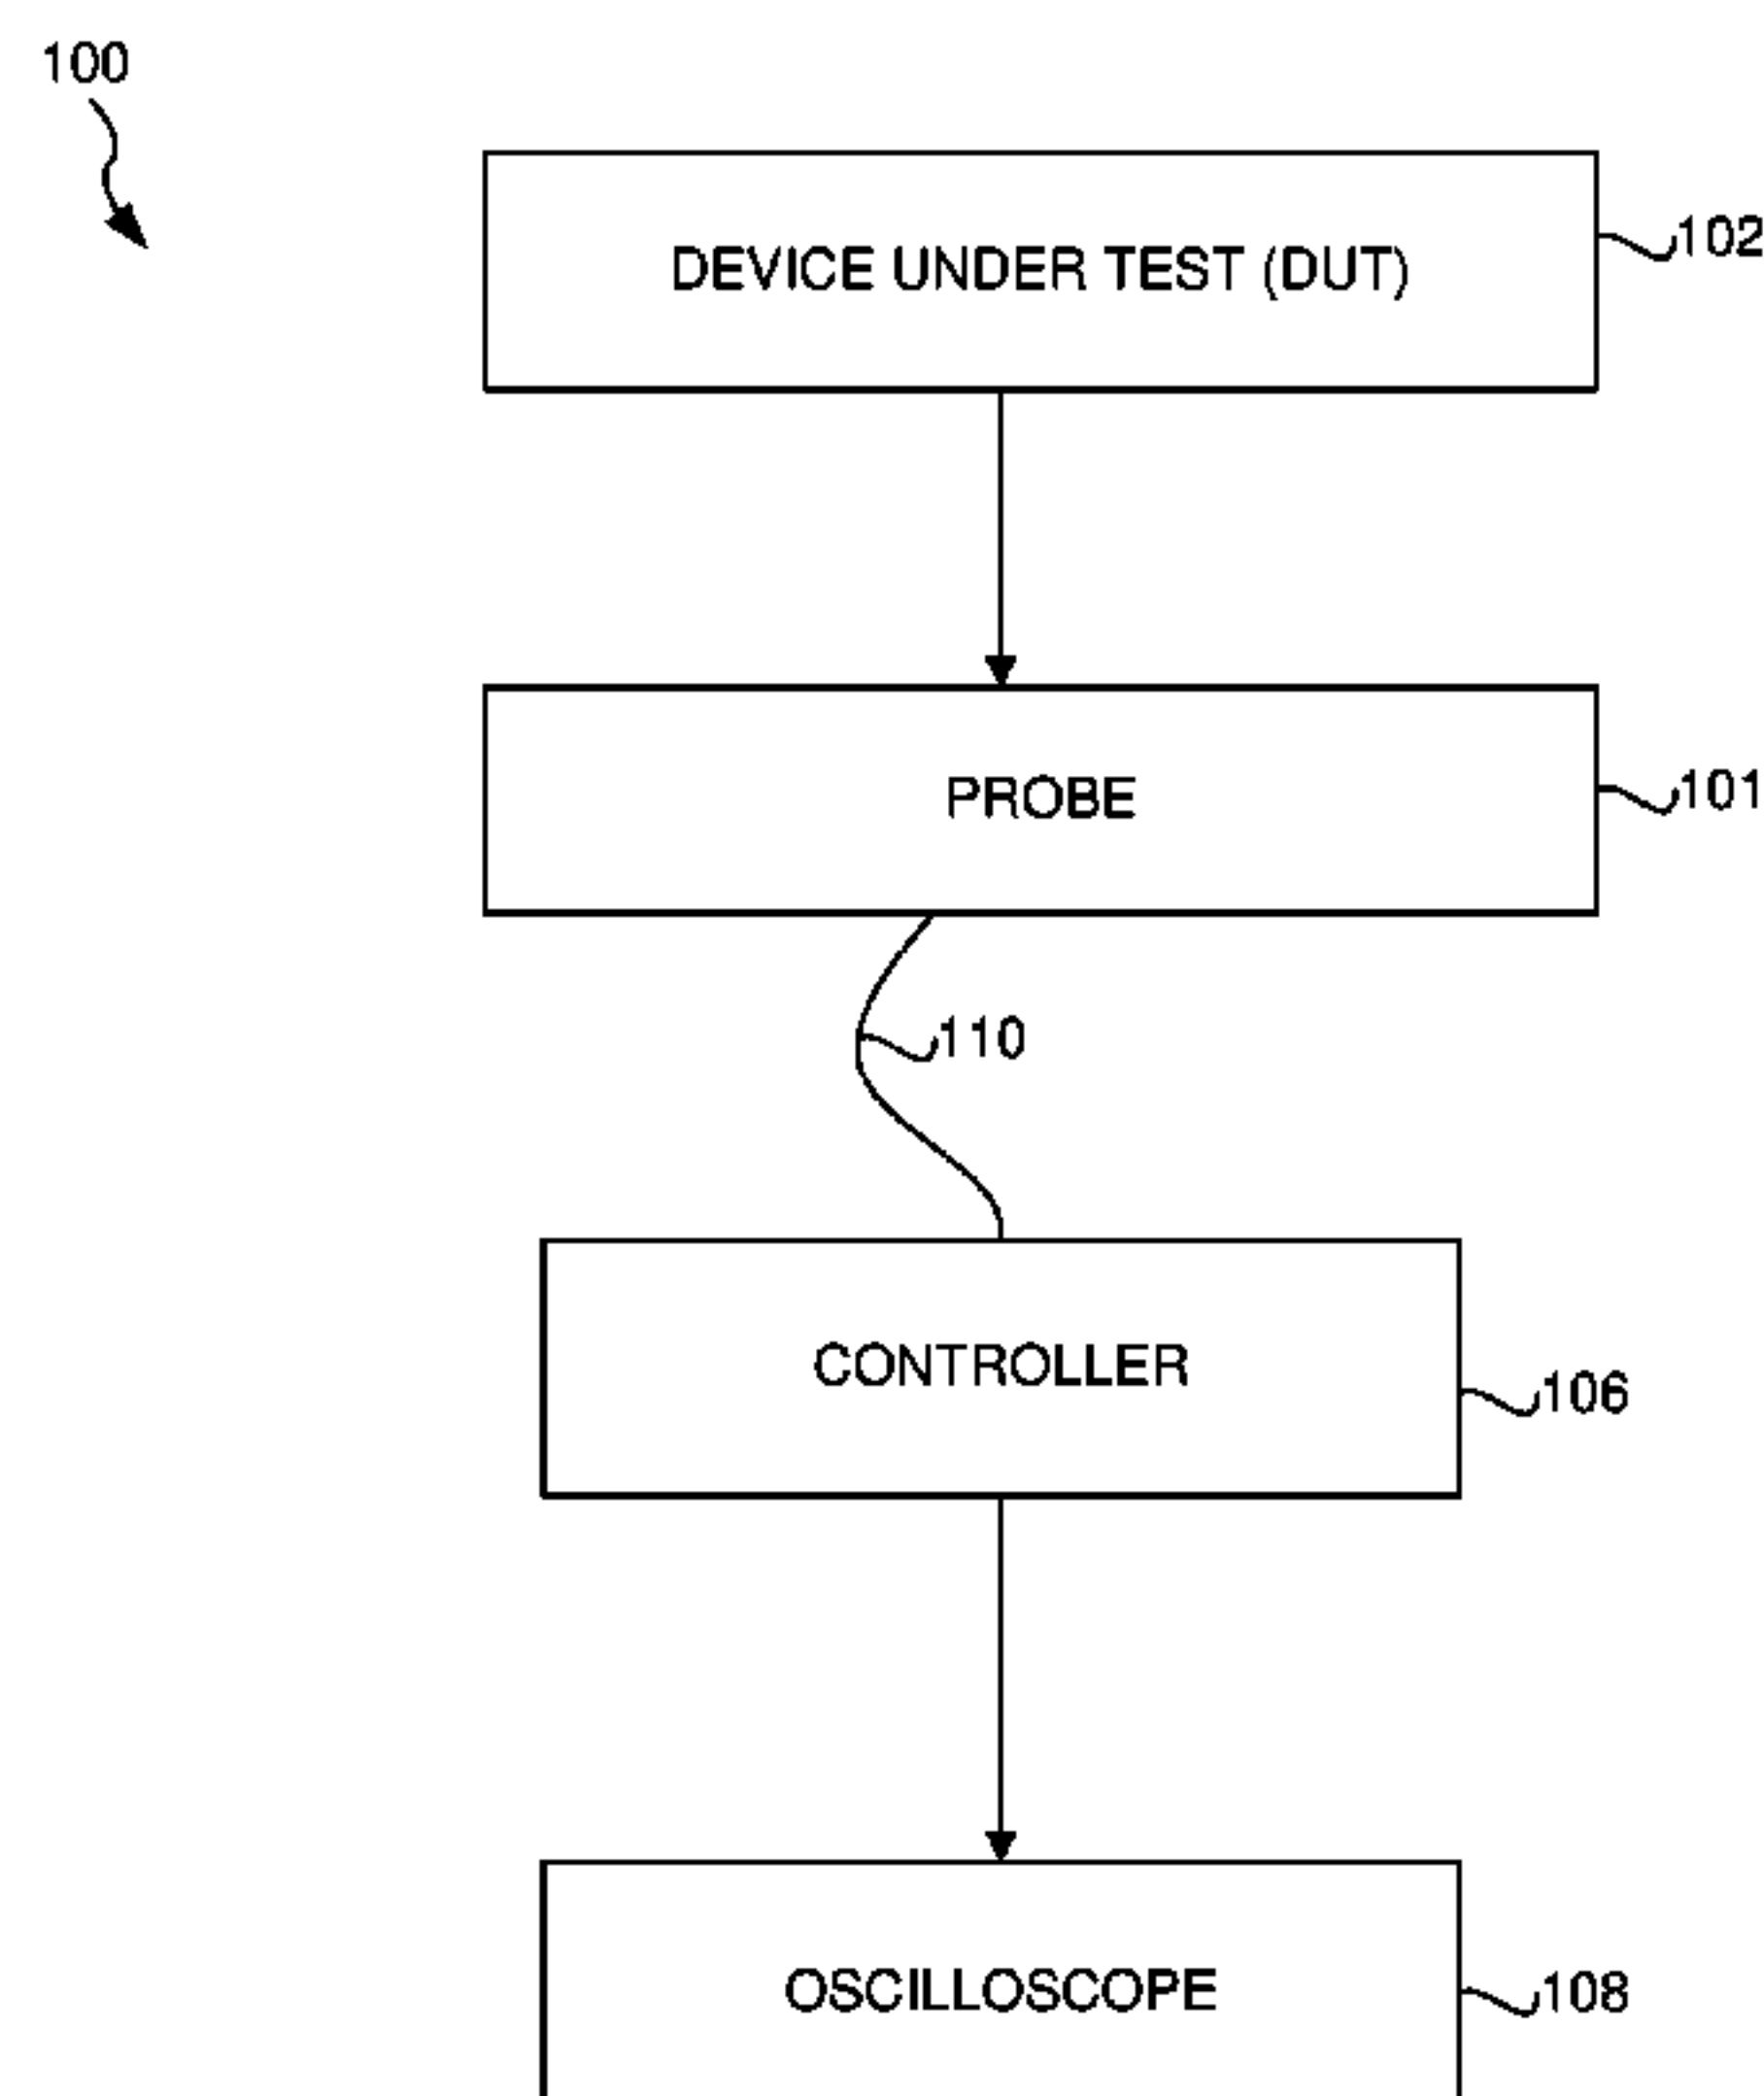 100
DEVICE UNDER TEST (DUT)
102
PROBE
101
110
CONTROLLER
106
OSCILLOSCOPE
108